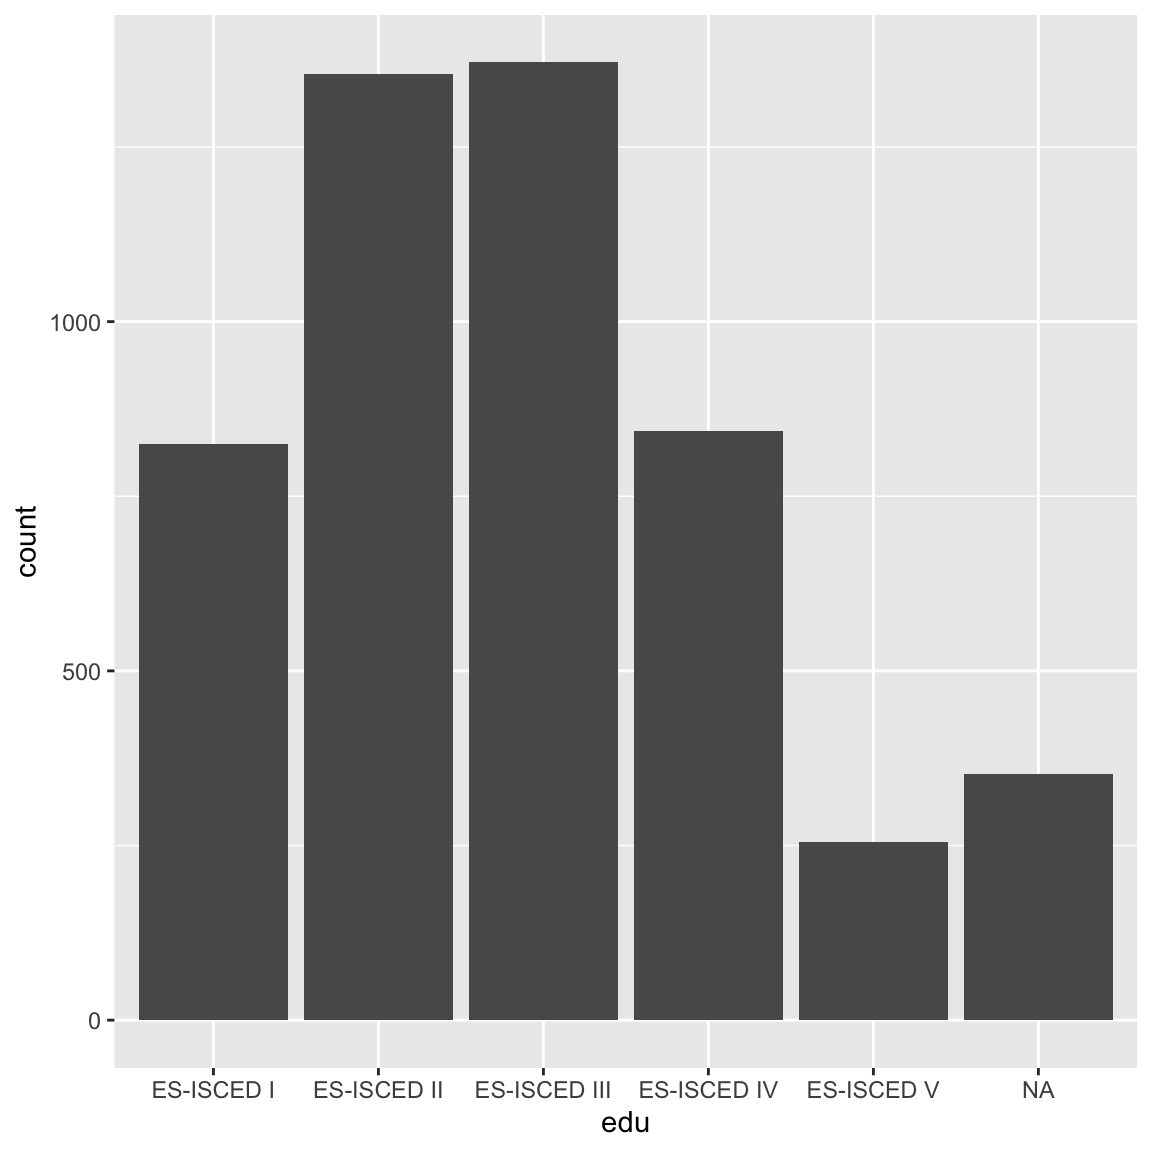 count
1000
500
0
ES-ISCED I ES-ISCED II ES-ISCED III ES-ISCED IV ES-ISCED V NA
edu